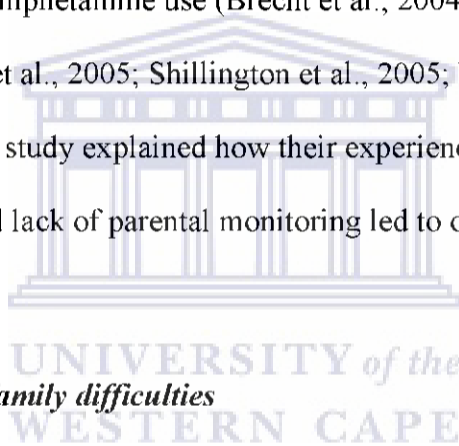 amphetamine use (Brecht et al., 2004
et al., 2005; Shillington et al., 2005;
study explained how their experienc
lack of parental monitoring led to
UNIVERSITY of the
amily difficulties
WESTERN CAPE